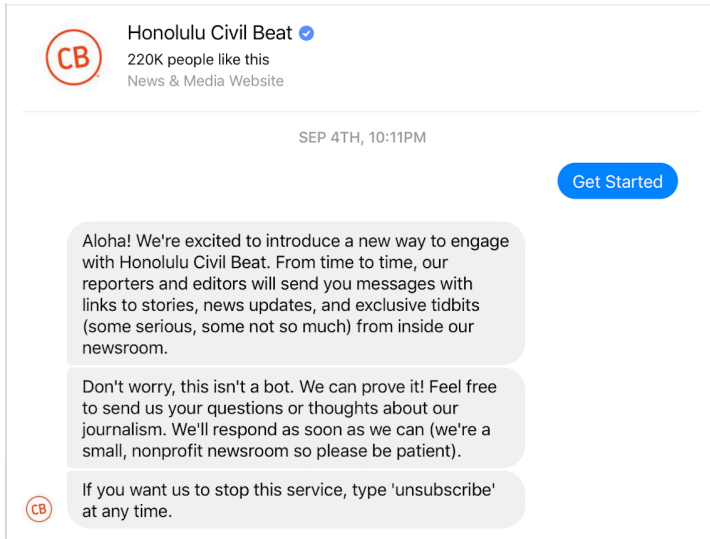 CB
Honolulu Civil Beat
220K people like this
News & Media Website
SEP 4TH, 10:11PM
Get Started
Aloha! We're excited to introduce a new way to engage
with Honolulu Civil Beat. From time to time, our
reporters and editors will send you messages with
links to stories, news updates, and exclusive tidbits
(some serious, some not so much) from inside our
newsroom.
Don't worry, this isn't a bot. We can prove it! Feel free
to send us your questions or thoughts about our
journalism. We'll respond as soon as we can (we're a
small, nonprofit newsroom so please be patient).
If you want us to stop this service, type 'unsubscribe'
at any time.
CB